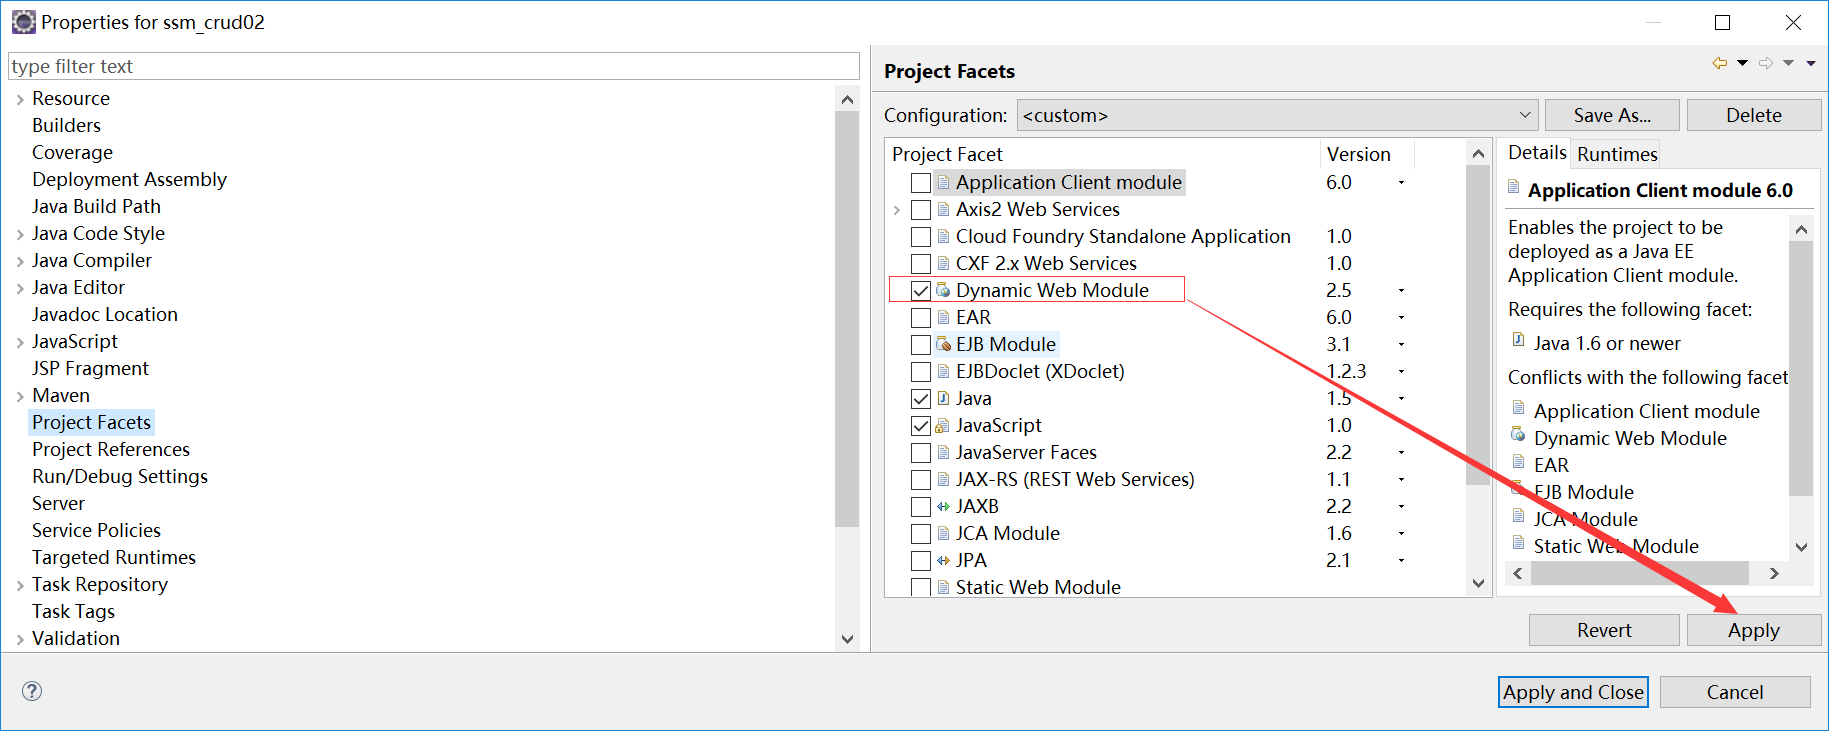 Properties for ssm_crud02
type filter text
Resource
Builders
Coverage
Deployment Assembly
Java Build Path
Java Code Style
Java Compiler
Java Editor
Javadoc Location
JavaScript
JSP Fragment
Maven
Project Facets
Project References
Run/Debug Settings
Server
Service Policies
Targeted Runtimes
Task Repository
Task Tags
Validation
Project Facets
Configuration: <custom> Save As... Delete
Project Facet Version
Application Client module 6.0
Axis2 Web Services
Cloud Foundry Standalone Application 1.0
CXF 2.x Web Services 1.0
Dynamic Web Module 2.5
EAR 6.0
EJB Module 3.1
EJBDoclet (XDoclet) 1.2.3
Java 1.5
JavaScript 1.0
JavaServer Faces 2.2
JAX-RS (REST Web Services) 1.1
JAXB 2.2
JCA Module 1.6
JPA 2.1
Static Web Module
Details Runtimes
Application Client module 6.0
Enables the project to be
deployed as a Java EE
Application Client module.
Requires the following facet:
Java 1.6 or newer
Conflicts with the following facet
Application Client module
Dynamic Web Module
EAR
EJB Module
JCA Module
Static Web Module
Revert Apply
Apply and Close Cancel